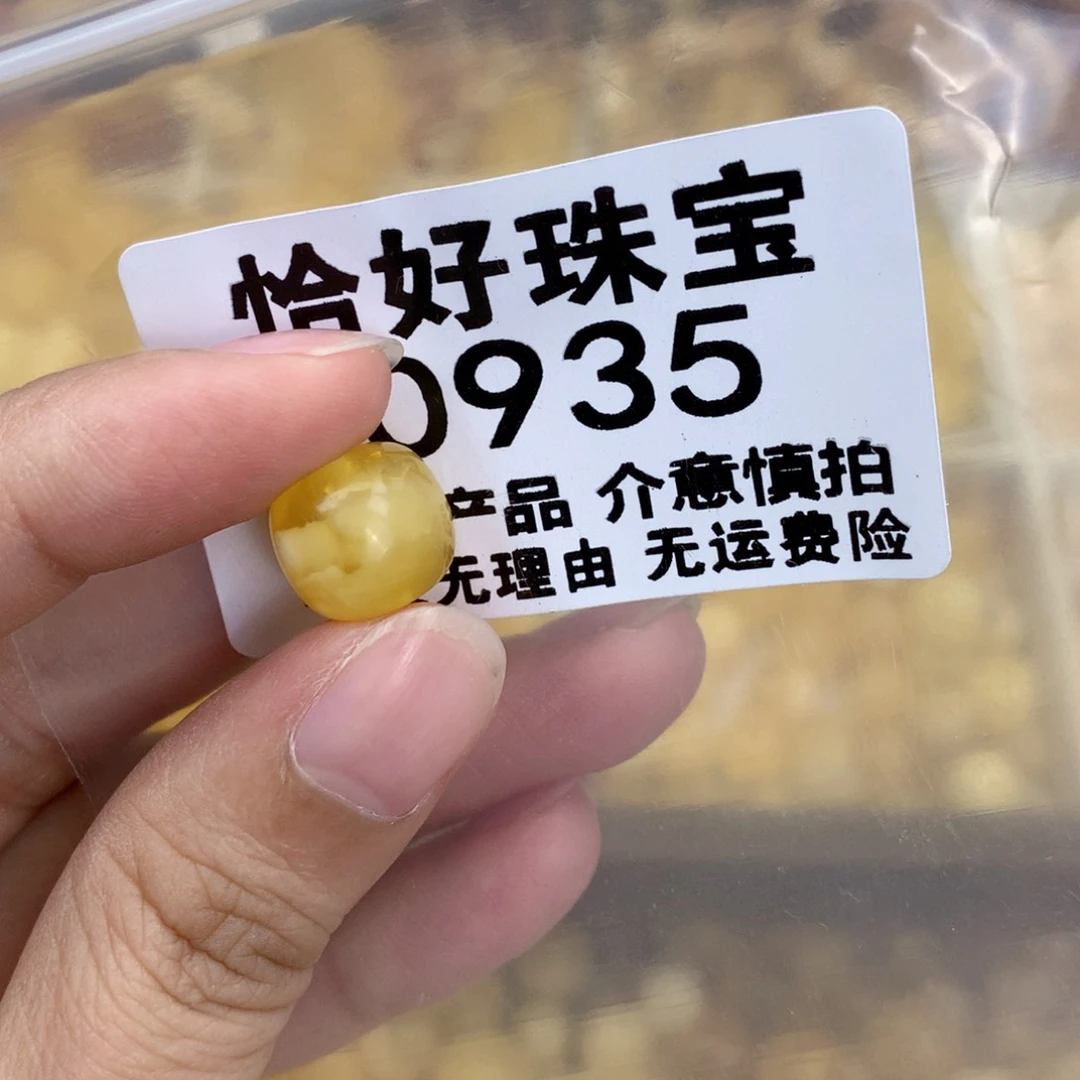 恰好珠宝
0935
产品 介意慎拍
无理由 无运费险